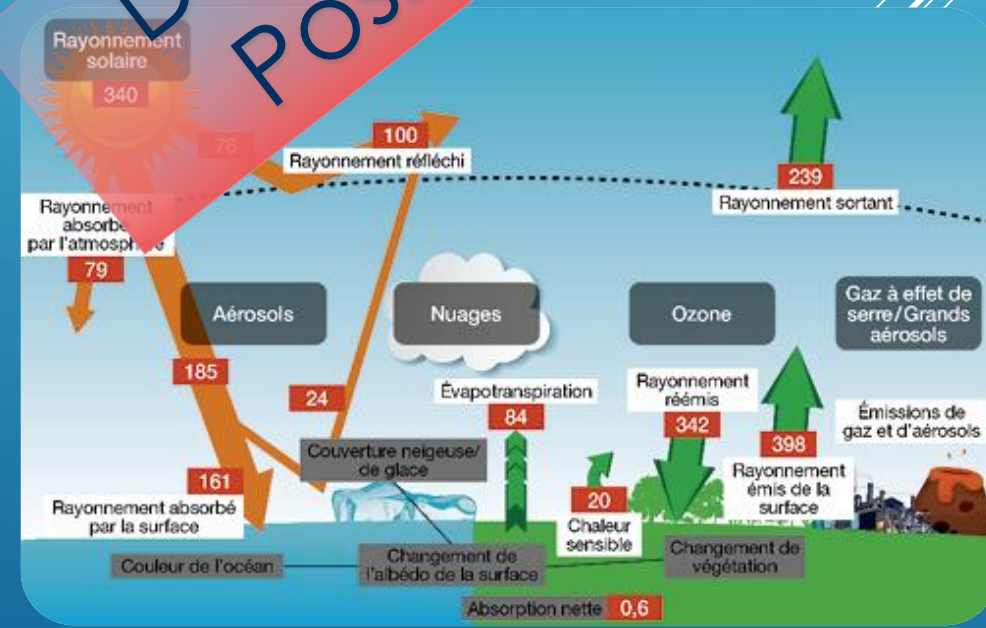 POS
Rayonnement
solaire
340
76
100
Rayonnement réfléchi
239
Rayonnement sortant
Rayonnement
absorbé
par l'atmosphère
79
Aérosols
Nuages
Ozone
Gaz à effet de
serre/Grands
aérosols
185
24
Évapotranspiration
84
Rayonnement
réémis
342
398
Rayonnement
émis de la
surface
Émissions de
gaz et d'aérosols
Couverture neigeuse/
de glace
161
Rayonnement absorbé
par la surface
20
Chaleur
sensible
Couleur de l'océan
Changement de
l'albédo de la surface
Changement de
végétation
Absorption nette 0,6